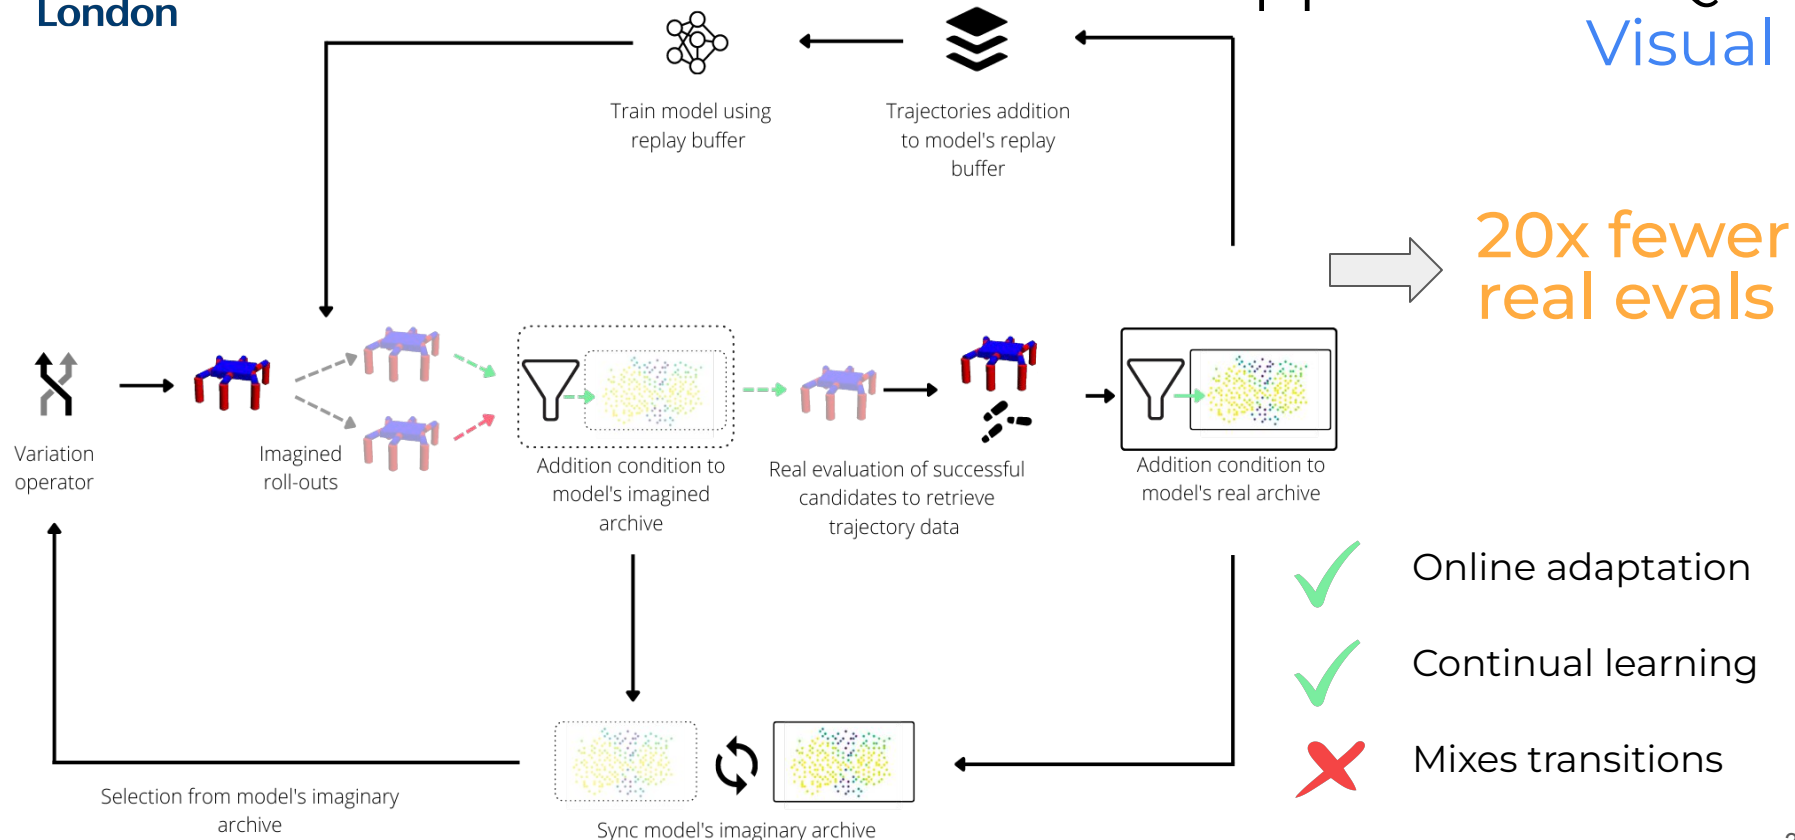 London
Visual
Train model using
replay buffer
Trajectories addition
to model's replay
buffer
20x fewer
real evals
Variation
operator
Imagined
roll-outs
Addition condition to
model's imagined
archive
Real evaluation of successful
candidates to retrieve
trajectory data
Addition condition to
model's real archive
Online adaptation
Continual learning
Mixes transitions
Selection from model's imaginary
archive
Sync model's imaginary archive